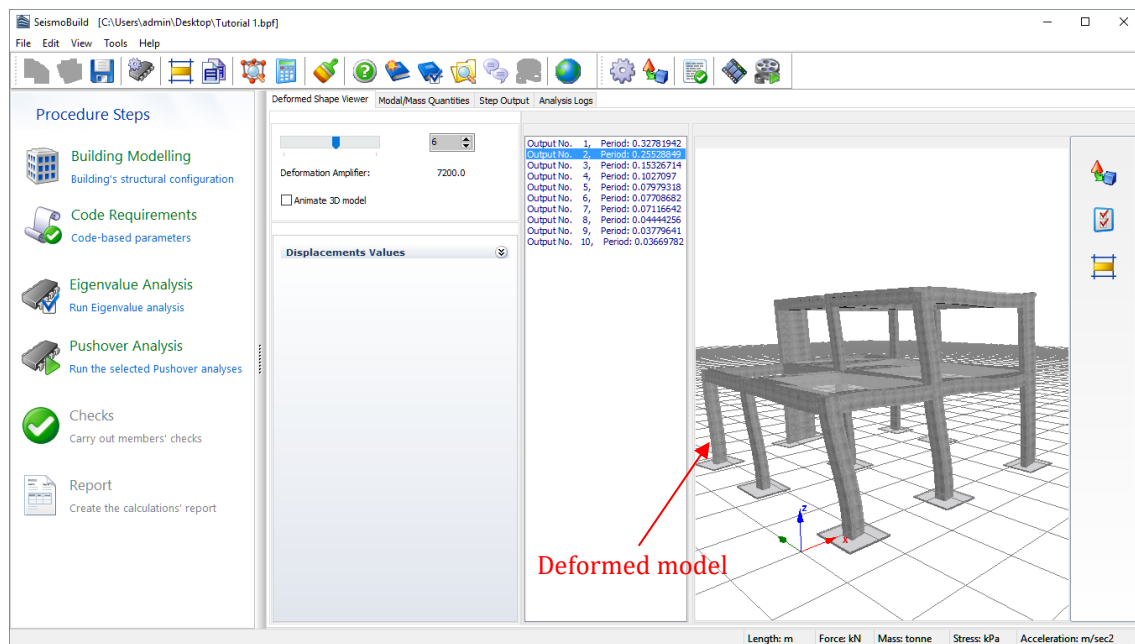 SeismoBuild [C:\Users\admin\Desktop\Tutorial 1.bpf]
File Edit View Tools Help
Procedure Steps
Building Modelling
Building's structural configuration
Code Requirements
Code-based parameters
Eigenvalue Analysis
Run Eigenvalue analysis
Pushover Analysis
Run the selected Pushover analyses
Checks
Carry out members' checks
Report
Create the calculations' report
Deformed Shape Viewer Modal/Mass Quantities Step Output Analysis Logs
6
Deformation Amplifier: 7200.0
Animate 3D model
Displacements Values
Output No. 1, Period: 0.32781942
Output No. 2, Period: 0.25528849
Output No. 3, Period: 0.15326714
Output No. 4, Period: 0.1027097
Output No. 5, Period: 0.07979318
Output No. 6, Period: 0.07708682
Output No. 7, Period: 0.07116642
Output No. 8, Period: 0.04444256
Output No. 9, Period: 0.03779641
Output No. 10, Period: 0.03669782
z
x
Deformed model
Length: m Force: kN Mass: tonne Stress: kPa Acceleration: m/sec2